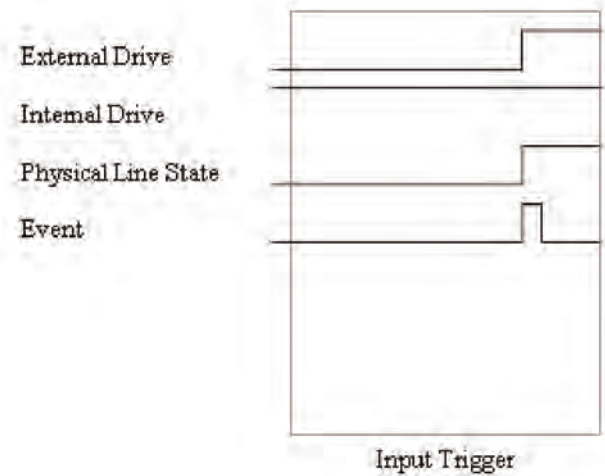 External Drive
Internal Drive
Physical Line State
Event
Input Trigger